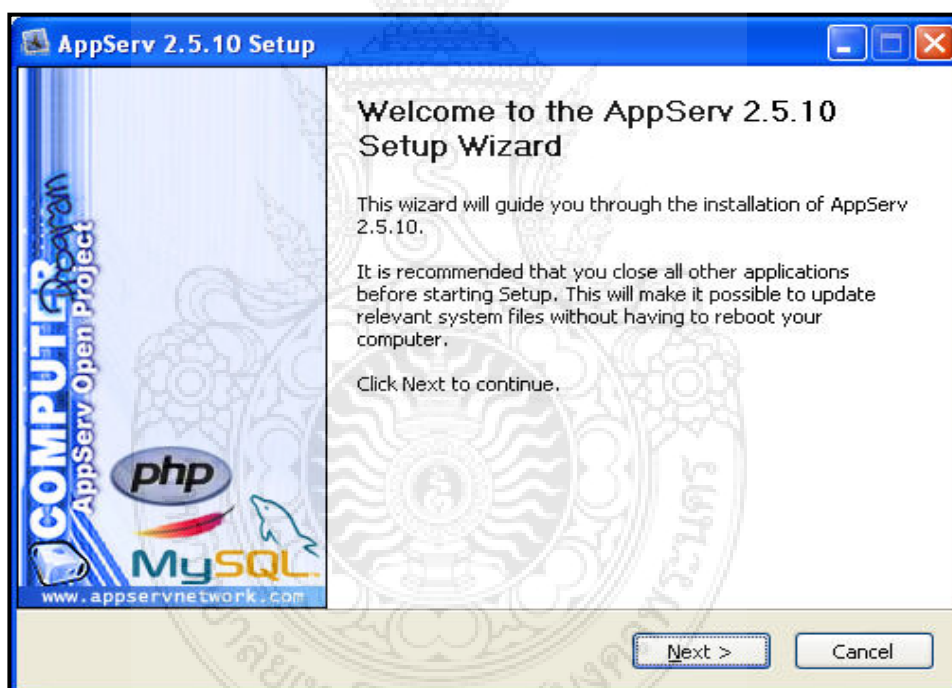 AppServ 2.5.10 Setup
COMPUTER
Program
AppServ Open Project
php
MySQL
www.appservnetwork.com
Welcome to the AppServ 2.5.10
Setup Wizard
This wizard will guide you through the installation of AppServ
2.5.10.
It is recommended that you close all other applications
before starting Setup. This will make it possible to update
relevant system files without having to reboot your
computer.
Click Next to continue.
Next >
Cancel